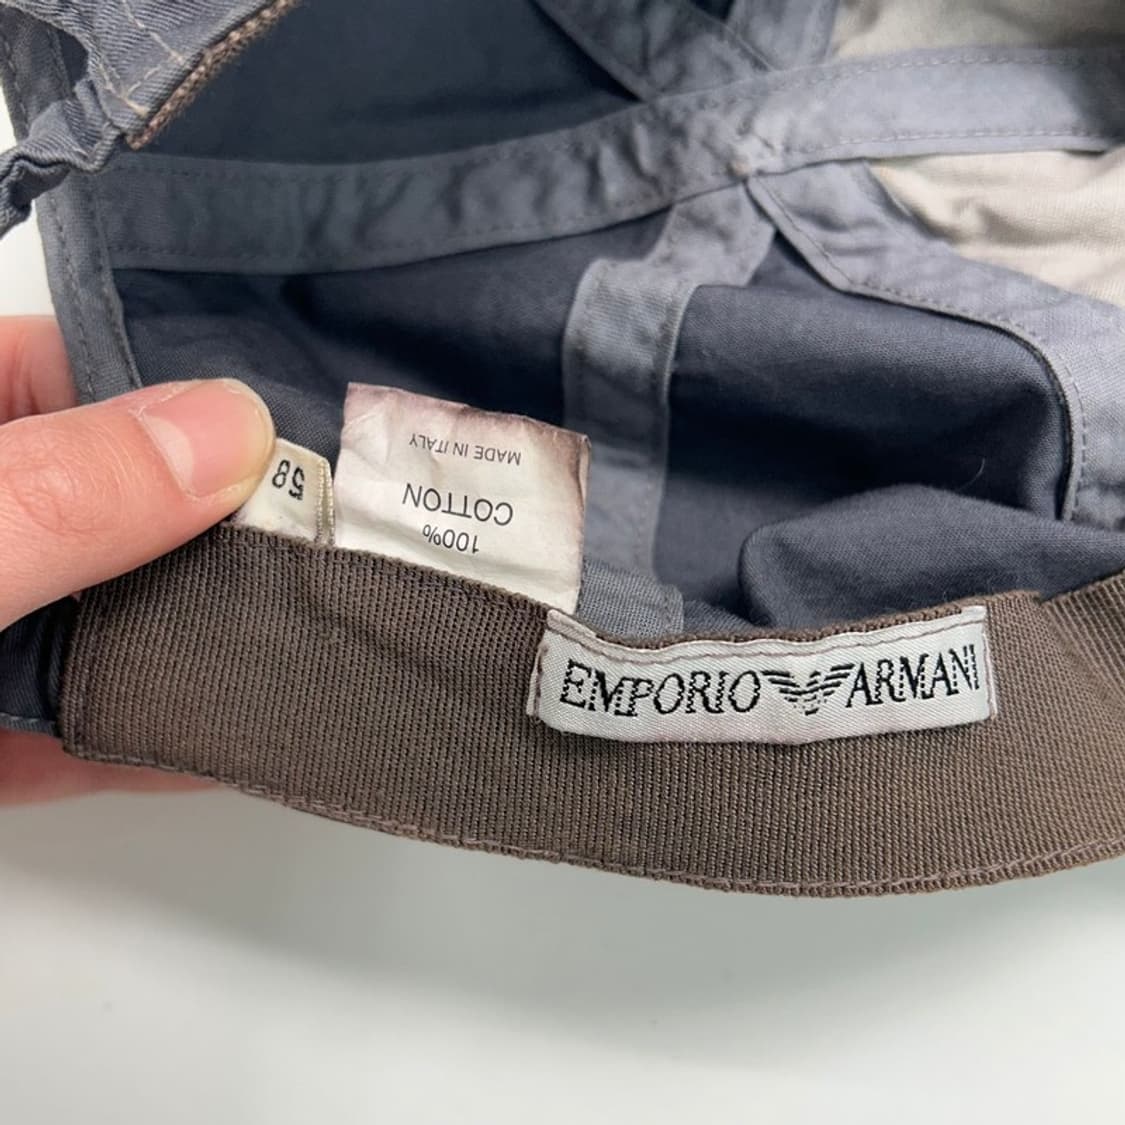 58
100%
COTTON
MADE IN ITALY
EMPORIO ARMANI